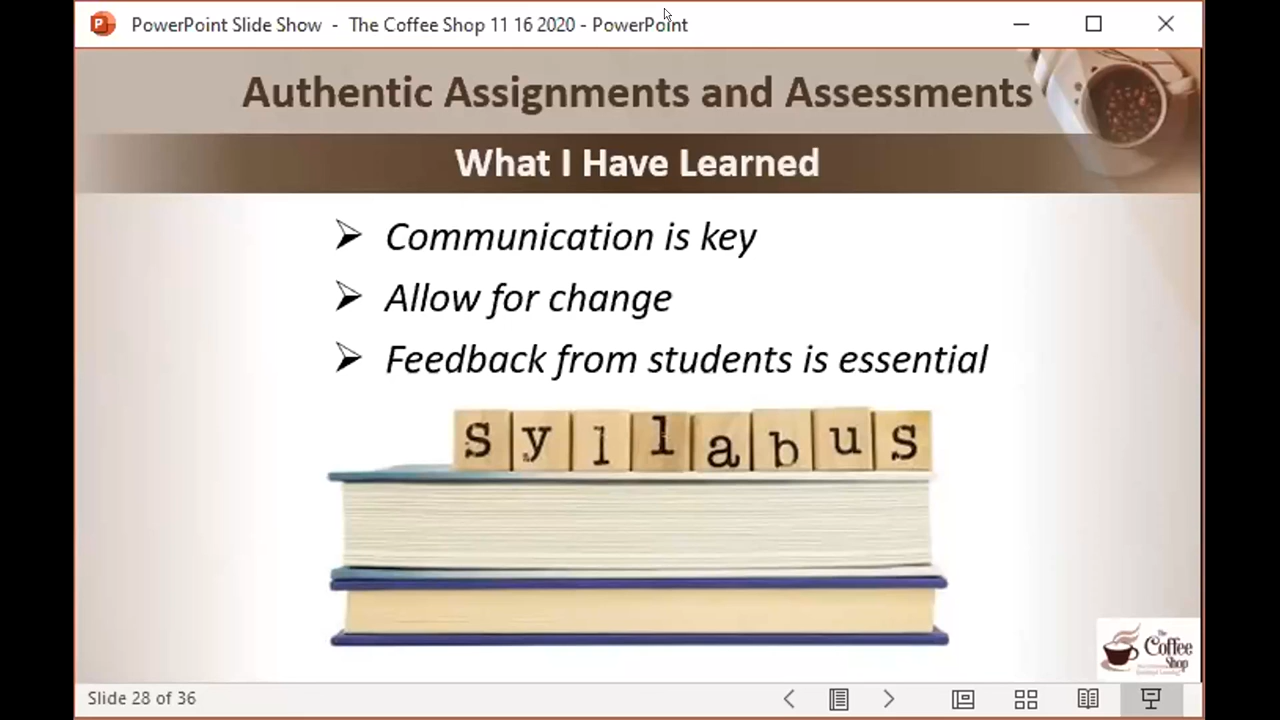 PowerPoint Slide Show - The Coffee Shop 11 16 2020 - PowerPoint
Authentic Assignments and Assessments
What I Have Learned
Communication is key
Allow for change
Feedback from students is essential
syllabus
The
Coffee
Shop
Slide 28 of 36